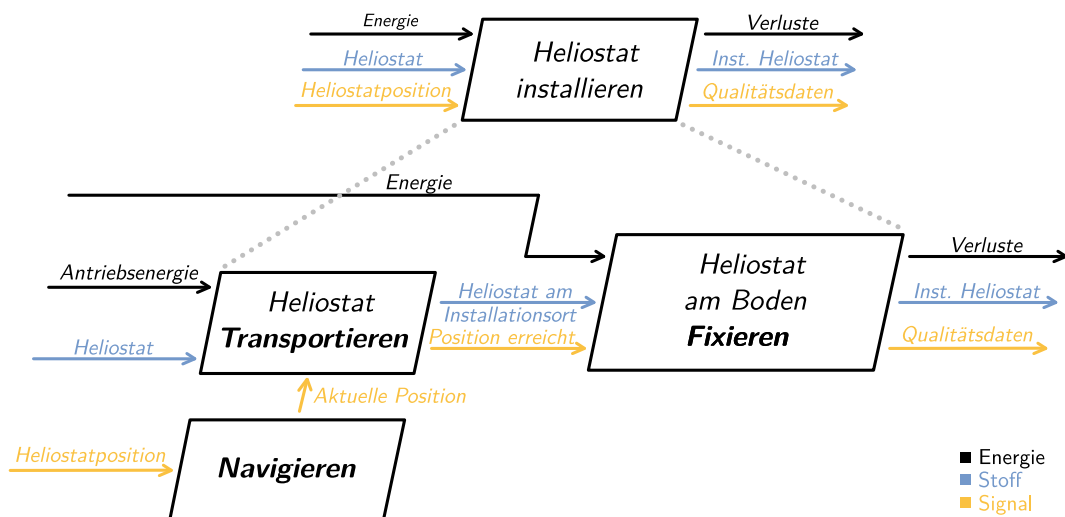 Energie
Heliostat
Heliostatposition
Heliostat
installieren
Verluste
Inst. Heliostat
Qualitätsdaten
Energie
Antriebsenergie
Heliostat
Heliostat
Transportieren
Heliostat am
Installationsort
Position erreicht
Heliostat
am Boden
Fixieren
Verluste
Inst. Heliostat
Qualitätsdaten
Aktuelle Position
Heliostatposition
Navigieren
Energie
Stoff
Signal